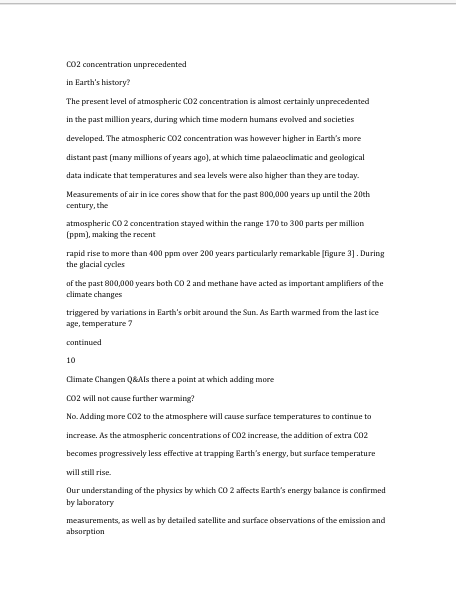 CO2 concentration unprecedented
in Earth's history?
The present level of atmospheric CO2 concentration is almost certainly unprecedented
in the past million years, during which time modern humans evolved and societies
developed. The atmospheric CO2 concentration was however higher in Earth's more
distant past (many millions of years ago), at which time palaeoclimatic and geological
data indicate that temperatures and sea levels were also higher than they are today.
Measurements of air in ice cores show that for the past 800,000 years up until the 20th
century, the
atmospheric CO 2 concentration stayed within the range 170 to 300 parts per million
(ppm), making the recent
rapid rise to more than 400 ppm over 200 years particularly remarkable [figure 3] . During
the glacial cycles
of the past 800,000 years both CO 2 and methane have acted as important amplifiers of the
climate changes
triggered by variations in Earth's orbit around the Sun. As Earth warmed from the last ice
age, temperature 7
continued
10
Climate Changen Q&AIs there a point at which adding more
CO2 will not cause further warming?
No. Adding more CO2 to the atmosphere will cause surface temperatures to continue to
increase. As the atmospheric concentrations of CO2 increase, the addition of extra CO2
becomes progressively less effective at trapping Earth's energy, but surface temperature
will still rise.
Our understanding of the physics by which CO 2 affects Earth's energy balance is confirmed
by laboratory
measurements, as well as by detailed satellite and surface observations of the emission and
absorption